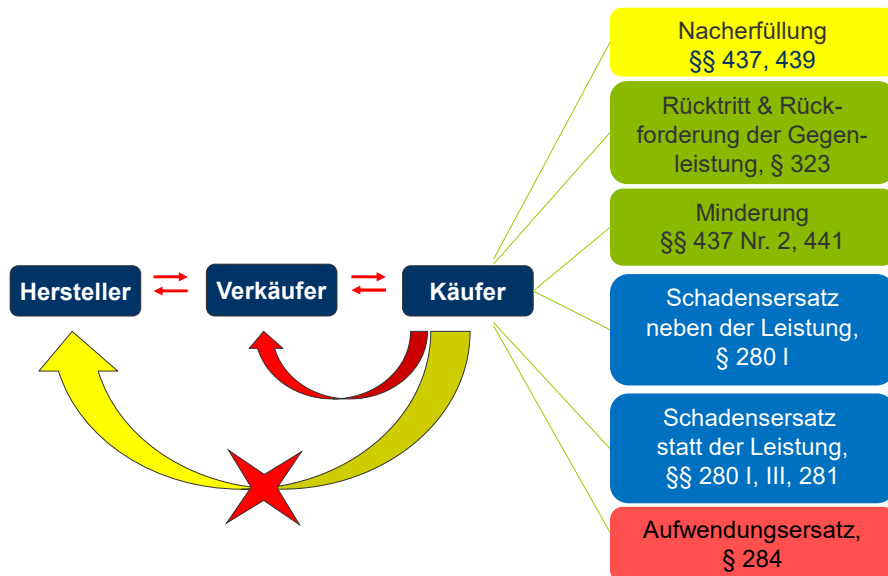 Nacherfüllung
§§ 437, 439
Rücktritt & Rück-
forderung der Gegen-
leistung, § 323
Minderung
§§ 437 Nr. 2, 441
Hersteller
Verkäufer
Käufer
Schadensersatz
neben der Leistung,
§ 280 I
Schadensersatz
statt der Leistung,
§§ 280 I, III, 281
Aufwendungsersatz,
§ 284